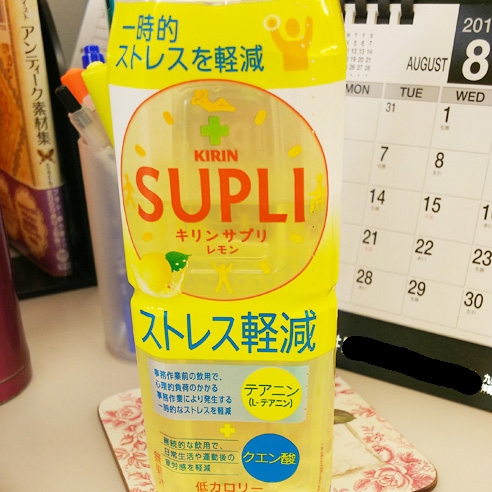 一時的
ストレスを軽減
KIRIN
SUPLI
キリンサプリ
レモン
ストレス軽減
事務作業前の飲用で、
心理的負荷のかかる
事務作業により発生する
一時的なストレスを軽減
テアニン
(L-テアニン)
+
継続的な飲用で、
日常生活や運動後の
疲労感を軽減
クエン酸
低カロリー
アンティーク素材集
201
AUGUST 8
MON TUE WED
31 1
7 8
14 15
21 22
28 29
2
9
16
23
30